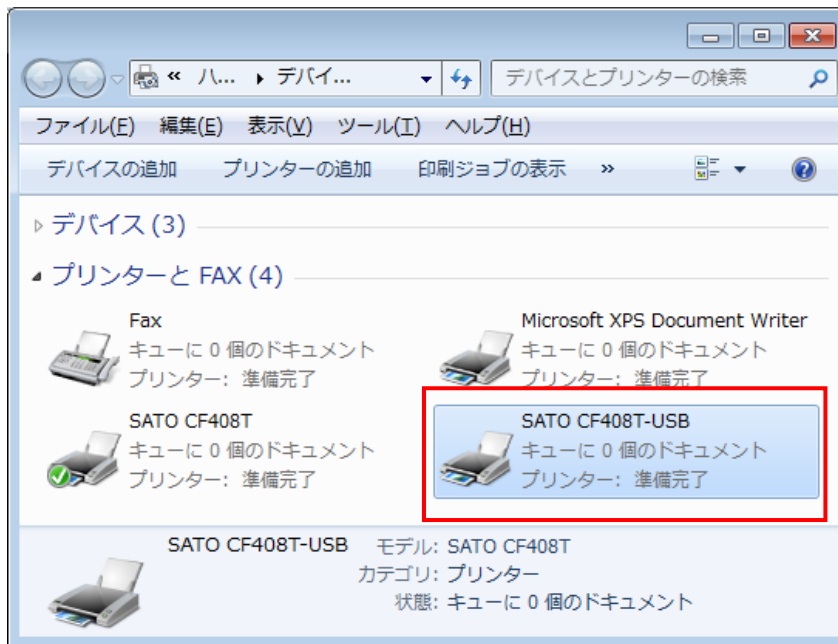 « ハ... ▸ デバイ... デバイスとプリンターの検索
ファイル(F) 編集(E) 表示(V) ツール(T) ヘルプ(H)
デバイスの追加 プリンターの追加 印刷ジョブの表示 »
デバイス (3)
プリンターと FAX (4)
Fax
キューに 0 個のドキュメント
プリンター: 準備完了
Microsoft XPS Document Writer
キューに 0 個のドキュメント
プリンター: 準備完了
SATO CF408T
キューに 0 個のドキュメント
プリンター: 準備完了
SATO CF408T-USB
キューに 0 個のドキュメント
プリンター: 準備完了
SATO CF408T-USB モデル: SATO CF408T
カテゴリ: プリンター
状態: キューに 0 個のドキュメント